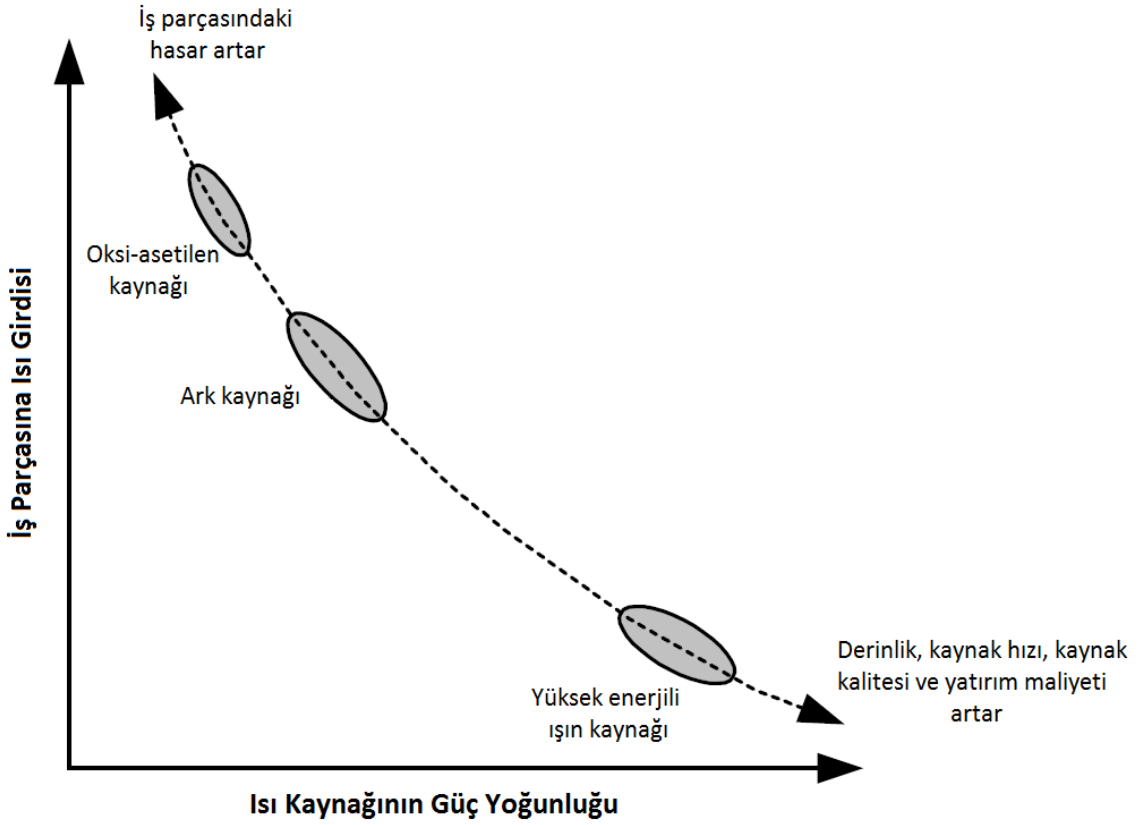 İş parçasındaki
hasar artar
Oksi-asetilen
kaynağı
Ark kaynağı
İş Parçasına Isı Girdisi
Yüksek enerjili
ışın kaynağı
Derinlik, kaynak hızı, kaynak
kalitesi ve yatırım maliyeti
artar
Isı Kaynağının Güç Yoğunluğu